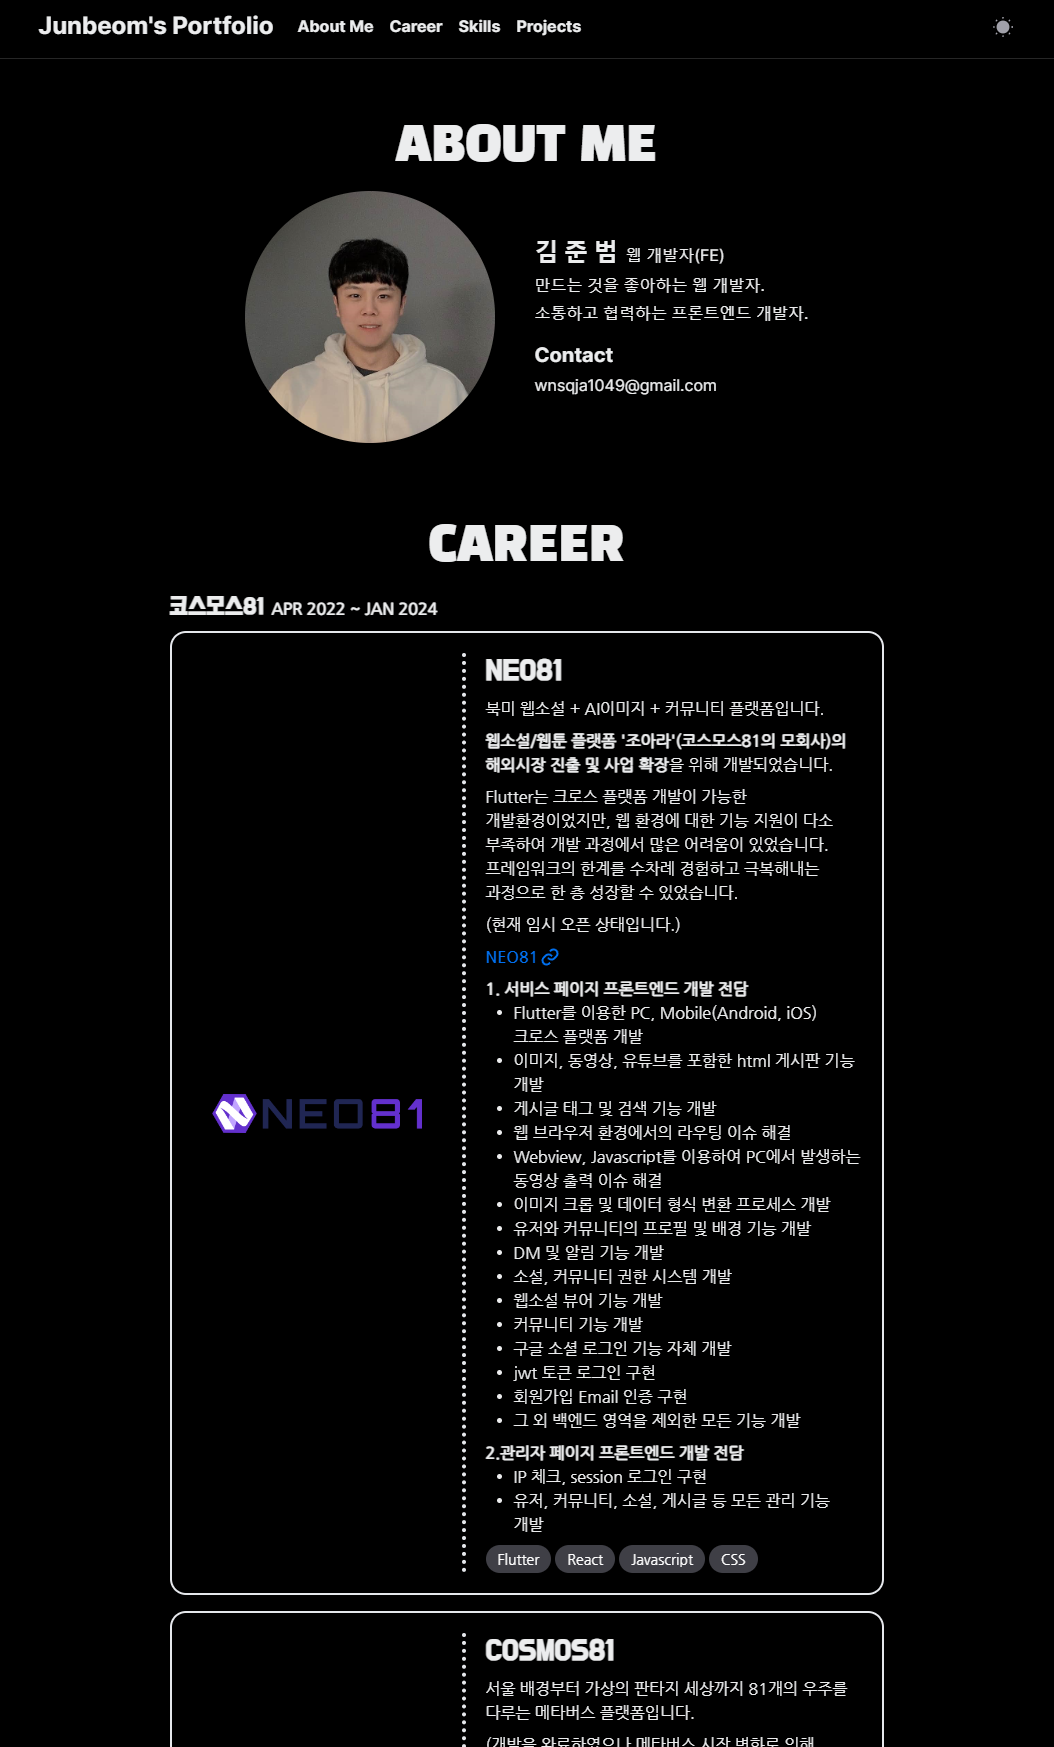 Junbeom's Portfolio About Me Career Skills Projects
ABOUT ME
김 준 범 웹 개발자(FE)
만드는 것을 좋아하는 웹 개발자.
소통하고 협력하는 프론트엔드 개발자.
Contact
wnsqja1049@gmail.com
CAREER
코스모스81 APR 2022 ~ JAN 2024
NEO81
NEO81
북미 웹소설 + AI이미지 + 커뮤니티 플랫폼입니다.
웹소설/웹툰 플랫폼 '조아라'(코스모스81의 모회사)의
해외시장 진출 및 사업 확장을 위해 개발되었습니다.
Flutter는 크로스 플랫폼 개발이 가능한
개발환경이었지만, 웹 환경에 대한 기능 지원이 다소
부족하여 개발 과정에서 많은 어려움이 있었습니다.
프레임워크의 한계를 수차례 경험하고 극복해내는
과정으로 한 층 성장할 수 있었습니다.
(현재 임시 오픈 상태입니다.)
NEO81
1. 서비스 페이지 프론트엔드 개발 전담
• Flutter를 이용한 PC, Mobile(Android, iOS)
크로스 플랫폼 개발
• 이미지, 동영상, 유튜브를 포함한 html 게시판 기능
개발
• 게시글 태그 및 검색 기능 개발
• 웹 브라우저 환경에서의 라우팅 이슈 해결
• Webview, Javascript를 이용하여 PC에서 발생하는
동영상 출력 이슈 해결
• 이미지 크롭 및 데이터 형식 변환 프로세스 개발
• 유저와 커뮤니티의 프로필 및 배경 기능 개발
• DM 및 알림 기능 개발
• 소설, 커뮤니티 권한 시스템 개발
• 웹소설 뷰어 기능 개발
• 커뮤니티 기능 개발
• 구글 소셜 로그인 기능 자체 개발
• jwt 토큰 로그인 구현
• 회원가입 Email 인증 구현
• 그 외 백엔드 영역을 제외한 모든 기능 개발
2.관리자 페이지 프론트엔드 개발 전담
• IP 체크, session 로그인 구현
• 유저, 커뮤니티, 소설, 게시글 등 모든 관리 기능
개발
Flutter React Javascript CSS
COSMOS81
서울 배경부터 가상의 판타지 세상까지 81개의 우주를
다루는 메타버스 플랫폼입니다.
(개발을 완료하였으나 메타버스 시장 변화로 인해